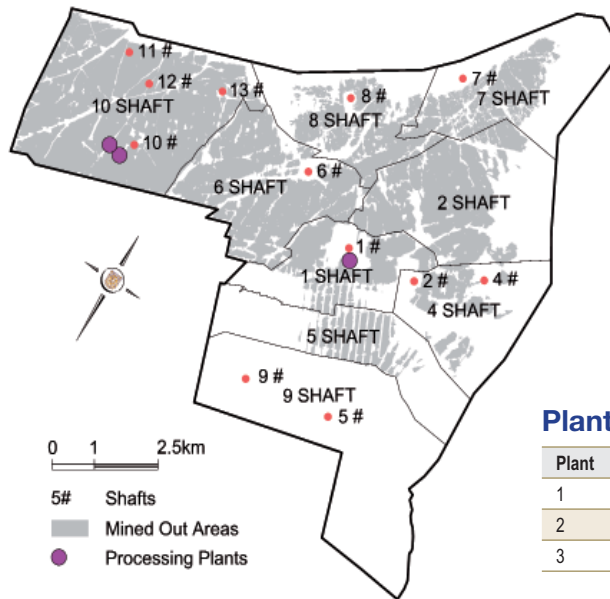 11 #
12 #
13 #
10 SHAFT
10 #
8 #
8 SHAFT
7 #
7 SHAFT
6 #
6 SHAFT
2 SHAFT
1 #
1 SHAFT
2 #
4 #
4 SHAFT
5 SHAFT
9 #
9 SHAFT
5 #
0 1 2.5km
5# Shafts
Mined Out Areas
Processing Plants
Plant
Plant
1
2
3